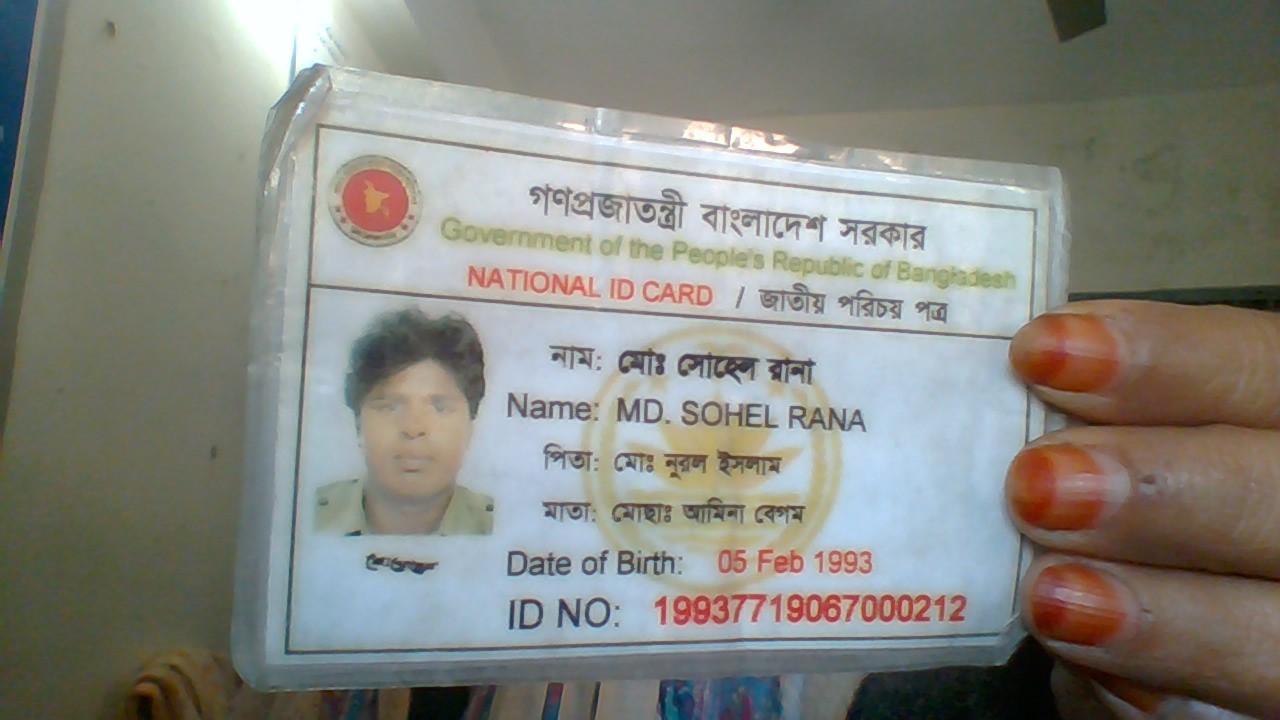 গণপ্রজাতন্ত্রী বাংলাদেশ সরকার
Government of the People's Republic of Bangladesh
NATIONAL ID CARD / জাতীয় পরিচয় পত্র
নাম: মোঃ সোহেল রানা
Name: MD. SOHEL RANA
পিতা: মোঃ নূরল ইসলাম
মাতা: মোছাঃ আমিনা বেগম
Date of Birth: 05 Feb 1993
ID NO: 19937719067000212